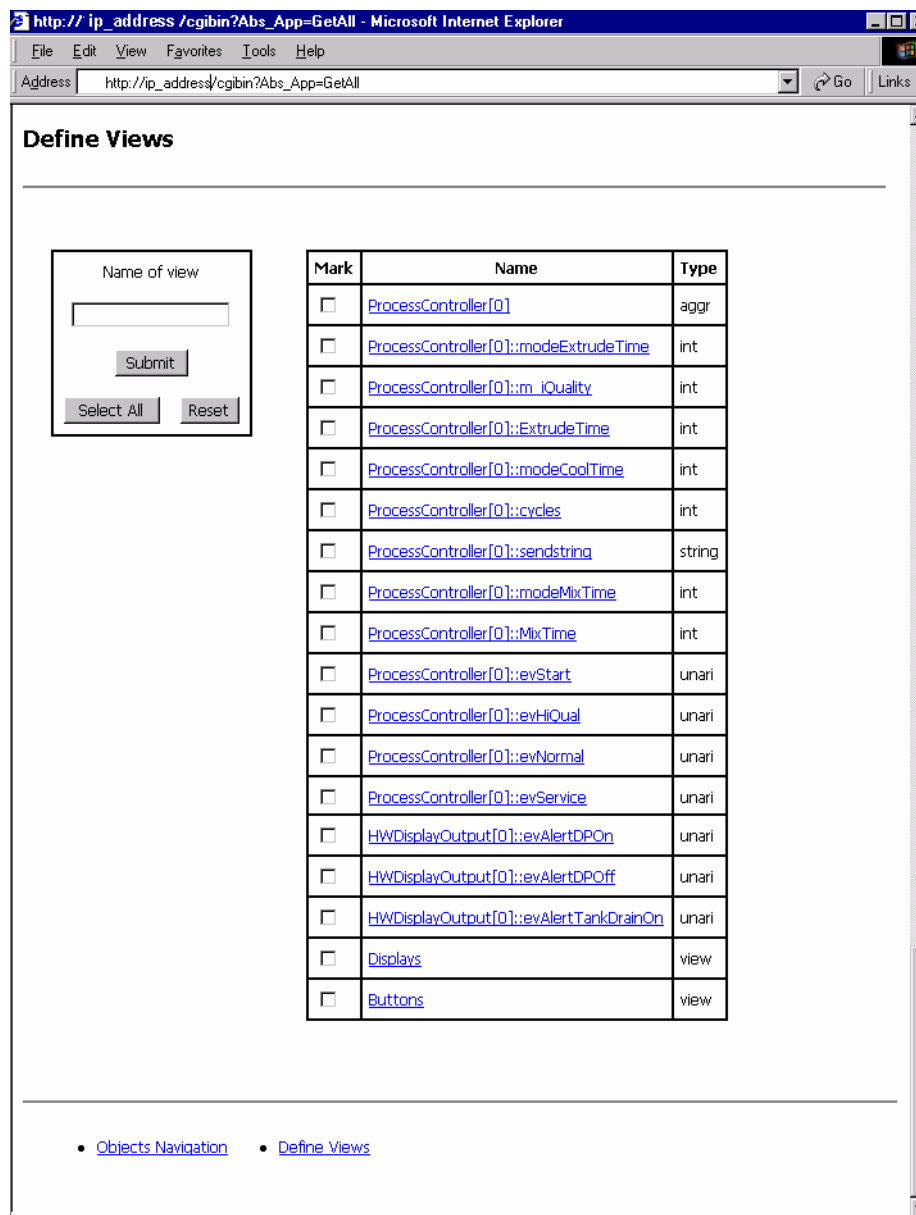 http:// ip_address /cgibin?Abs_App=GetAll - Microsoft Internet Explorer
File Edit View Favorites Tools Help
Address http://ip_address/cgibin?Abs_App=GetAll Go Links
Define Views
Name of view
Submit
Select All Reset
Mark Name Type
ProcessController[0] aggr
ProcessController[0]::modeExtrudeTime int
ProcessController[0]::m_iQuality int
ProcessController[0]::ExtrudeTime int
ProcessController[0]::modeCoolTime int
ProcessController[0]::cycles int
ProcessController[0]::sendstring string
ProcessController[0]::modeMixTime int
ProcessController[0]::MixTime int
ProcessController[0]::evStart unari
ProcessController[0]::evHiQual unari
ProcessController[0]::evNormal unari
ProcessController[0]::evService unari
HWDisplayOutput[0]::evAlertDPOn unari
HWDisplayOutput[0]::evAlertDPOff unari
HWDisplayOutput[0]::evAlertTankDrainOn unari
Displays view
Buttons view
• Objects Navigation • Define Views